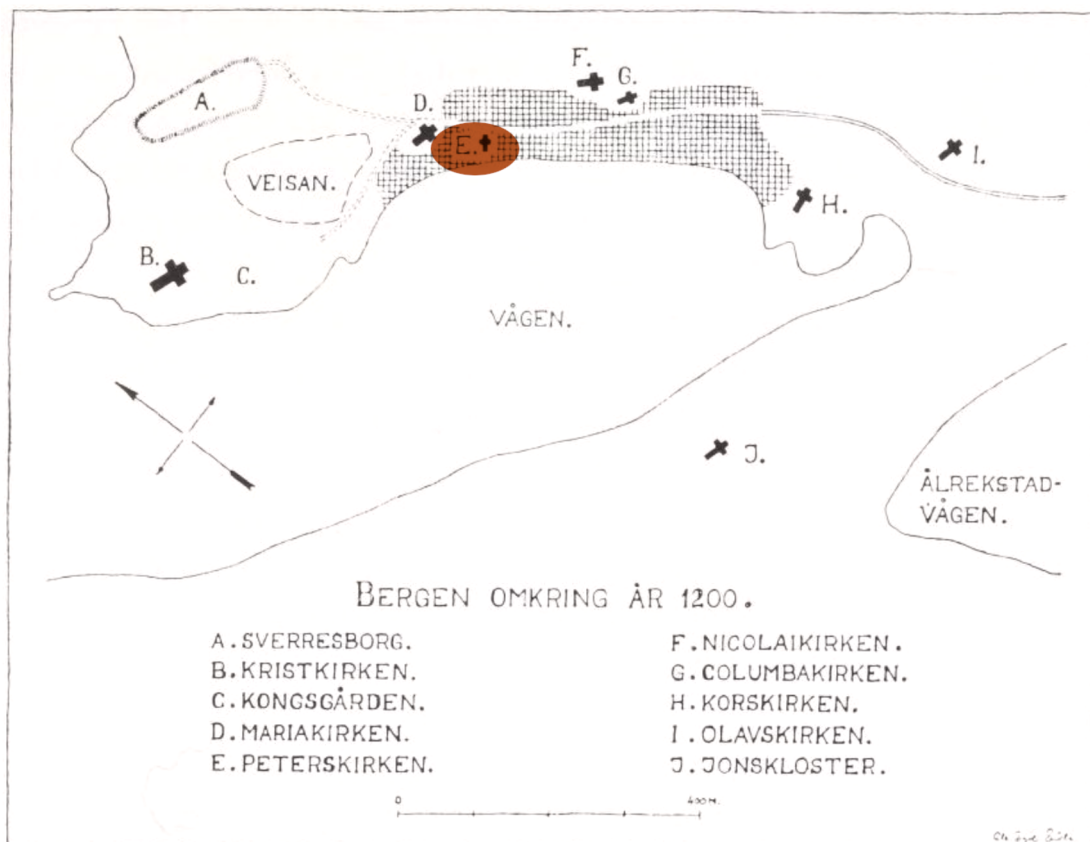 F.
G.
A.
D.
E.
I.
VEISAN.
H.
B.
C.
VÅGEN.
J.
ÅLREKSTAD-
VÅGEN.
BERGEN OMKRING ÅR 1200.
A. SVERRESBORG.
B. KRISTKIRKEN.
C. KONGSGÅRDEN.
D. MARIAKIRKEN.
E. PETERSKIRKEN.
F. NICOLAIKIRKEN.
G. COLUMBAKIRKEN.
H. KORSKIRKEN.
I. OLAVSKIRKEN.
J. JONSKLOSTER.
0 400 M.